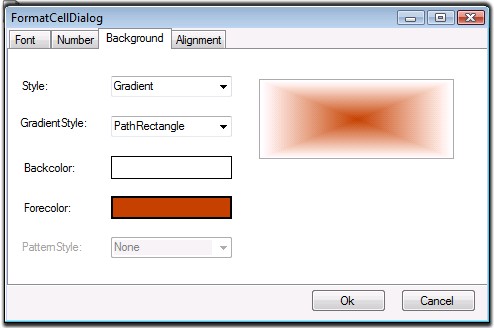 FormatCellDialog
Font Number Background Alignment
Style: Gradient
GradientStyle: PathRectangle
Backcolor:
Forecolor:
PatternStyle: None
Ok Cancel